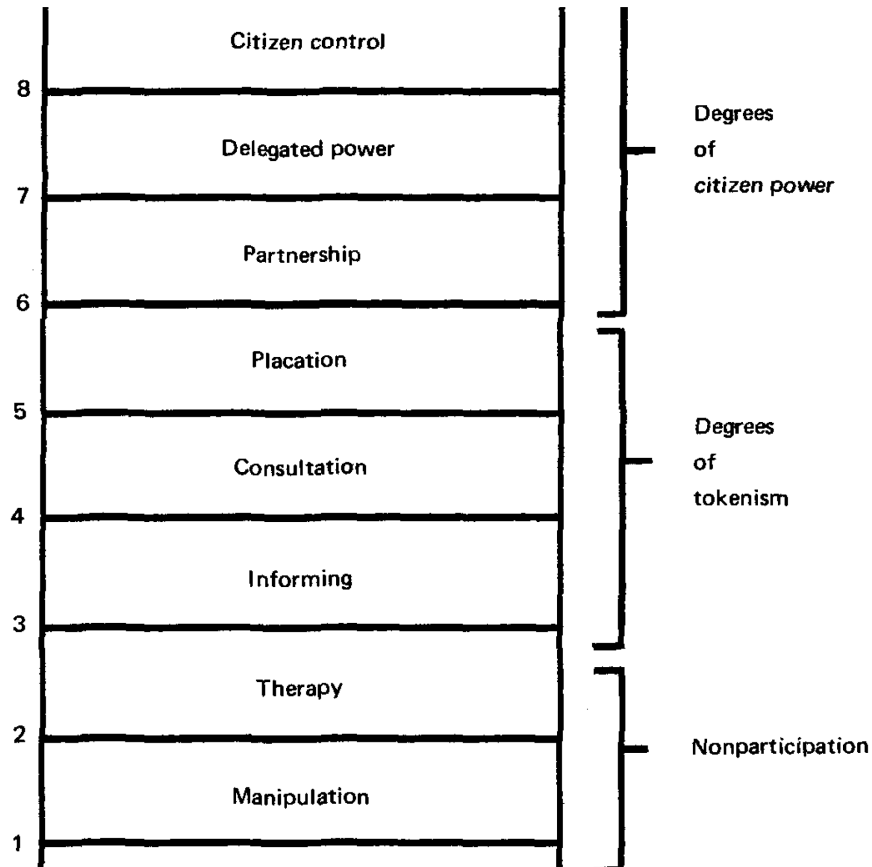 Citizen control
8
Delegated power
7
Partnership
6
Placation
5
Consultation
4
Informing
3
Therapy
2
Manipulation
1
Degrees
of
citizen power
Degrees
of
tokenism
Nonparticipation